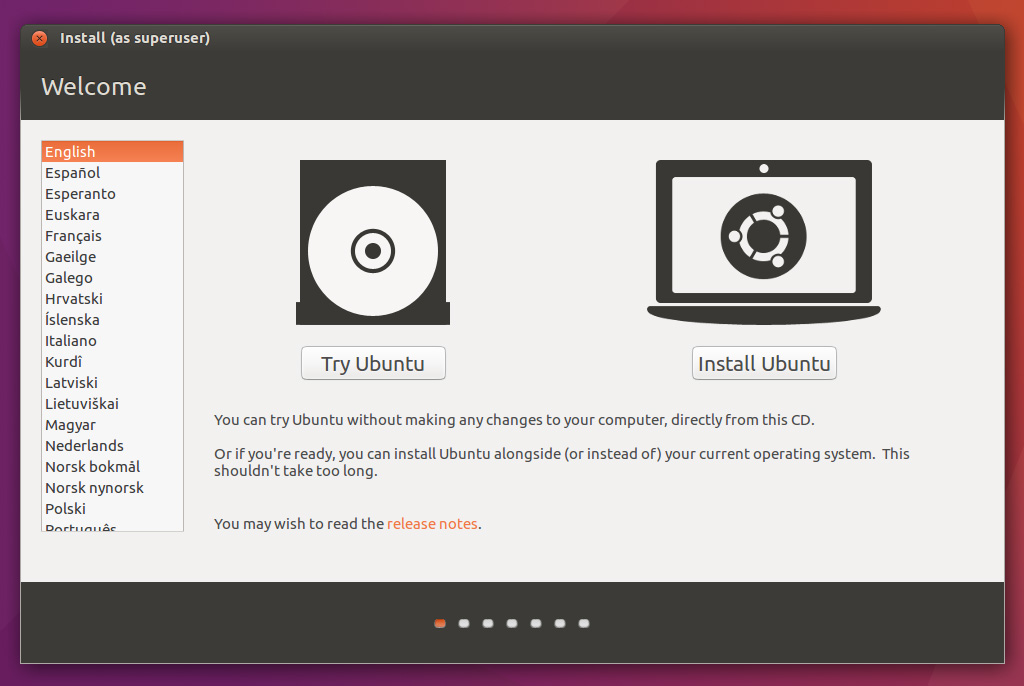 Install (as superuser)
Welcome
English
Español
Esperanto
Euskara
Français
Gaeilge
Galego
Hrvatski
Íslenska
Italiano
Kurdî
Latviski
Lietuviškai
Magyar
Nederlands
Norsk bokmål
Norsk nynorsk
Polski
Português
Try Ubuntu
Install Ubuntu
You can try Ubuntu without making any changes to your computer, directly from this CD.
Or if you're ready, you can install Ubuntu alongside (or instead of) your current operating system. This
shouldn't take too long.
You may wish to read the release notes.